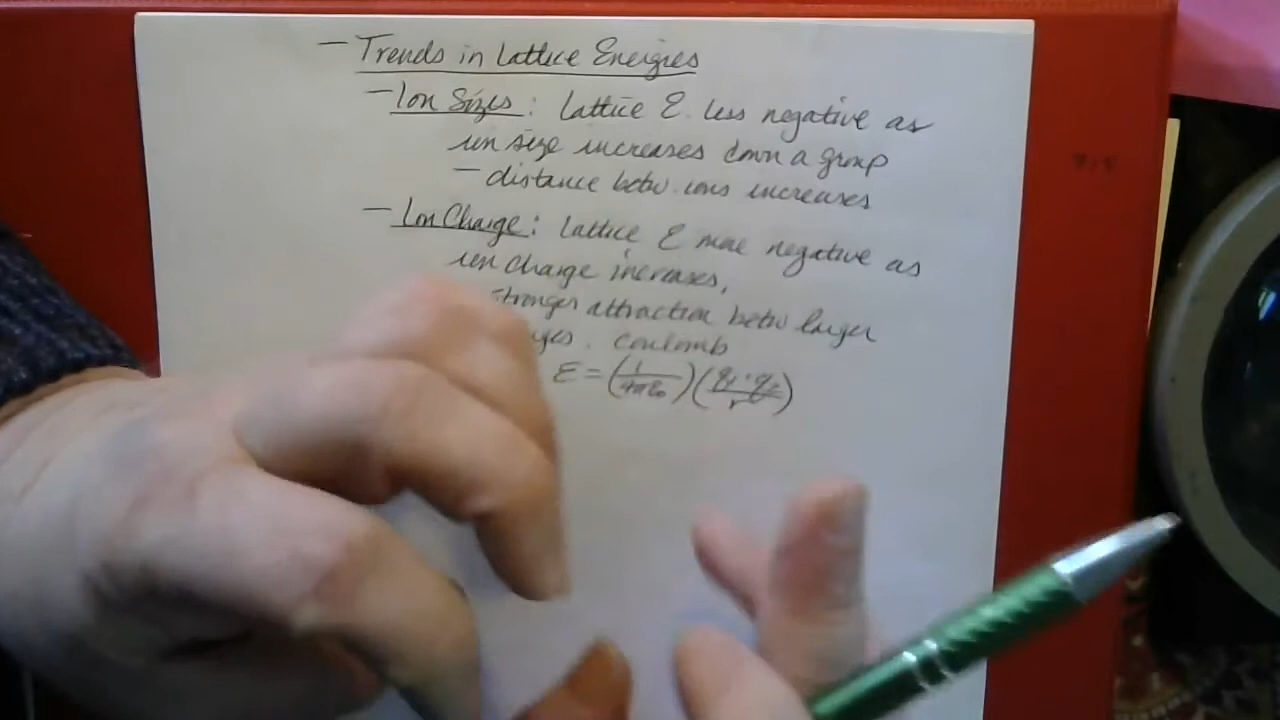 — Trends in Lattice Energies
— Ion Sizes : Lattice E less negative as
ion size increases down a group
— distance betw ions increases
— Ion Charge : Lattice E more negative as
ion charge increases,
stronger attraction betw larger
Coulomb
E = (1/4πε₀)(q₁·q₂/r)